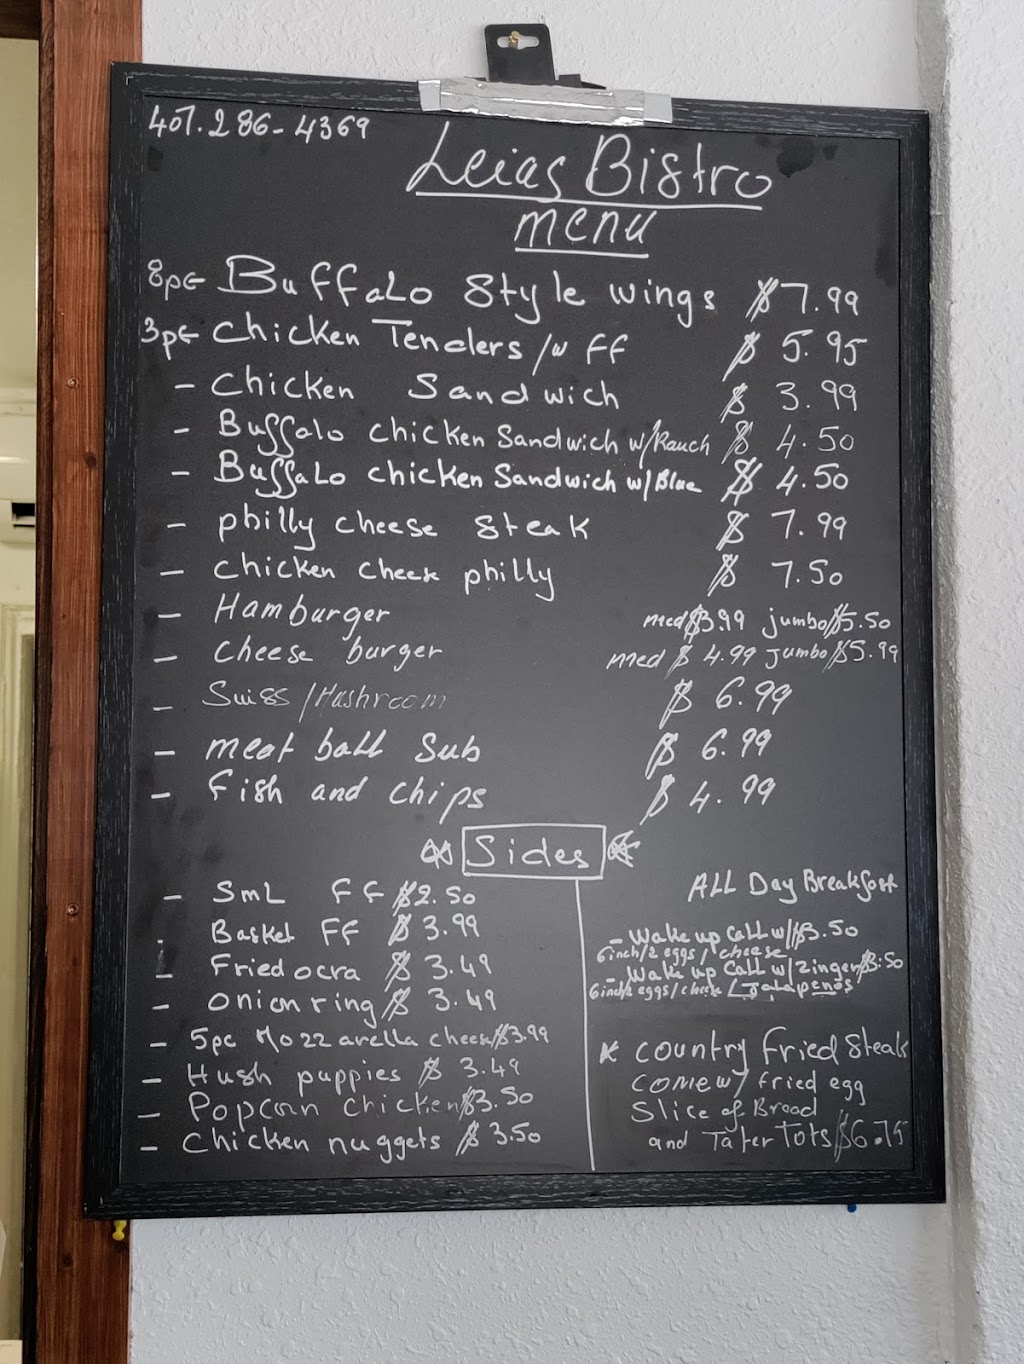 407.286-4369
Leias Bistro
menu
8pc Buffalo Style wings $7.99
3pc Chicken Tenders /w FF $ 5.95
- Chicken Sandwich $ 3.99
- Buffalo chicken Sandwich w/Ranch $ 4.50
- Buffalo chicken Sandwich w/Blue $ 4.50
- philly cheese steak $ 7.99
- chicken cheese philly $ 7.50
- Hamburger med $3.99 jumbo $5.50
- cheese burger med $ 4.99 jumbo $5.99
- Suiss/Mushroom $ 6.99
- meat ball Sub $ 6.99
- fish and chips $ 4.99
Sides
- SmL FF $2.50
- Basket FF $ 3.99
- Fried ocra $ 3.49
- onion ring $ 3.49
- 5pc Mozzarella cheese $3.99
- Hush puppies $ 3.49
- Popcorn chicken $3.50
- Chicken nuggets $ 3.50
ALL Day Breakfast
- Wake up Call w/ $3.50
6inch/2 eggs/cheese
- Wake up Call w/Zinger $3.50
6inch/2 eggs/cheese/Jalapenos
* country fried steak
come w/ fried egg
Slice of Bread
and Tater Tots $6.75